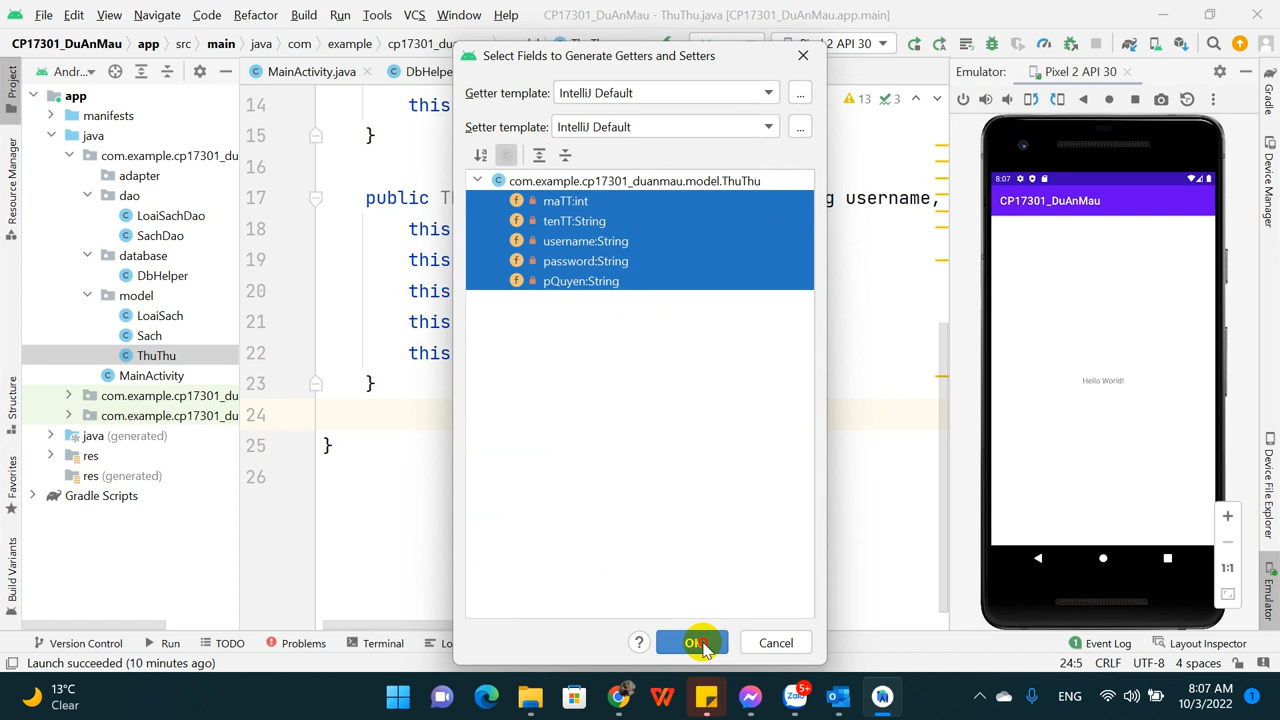 File Edit View Navigate Code Refactor Build Run Tools VCS Window Help CP17301_DuAnMau - ThuThu.java [CP17301_DuAnMau.app.main]
CP17301_DuAnMau app src main java com example cp17301_d
Pixel 2 API 30
Select Fields to Generate Getters and Setters
Getter template: IntelliJ Default ...
Setter template: IntelliJ Default ...
com.example.cp17301_duanmau.model.ThuThu
maTT:int
tenTT:String
username:String
password:String
pQuyen:String
? Cancel
Project
Resource Manager
Structure
Favorites
Build Variants
Andr...
app
manifests
java
com.example.cp17301_du
adapter
dao
LoaiSachDao
SachDao
database
DbHelper
model
LoaiSach
Sach
ThuThu
MainActivity
com.example.cp17301_du
com.example.cp17301_du
java (generated)
res
res (generated)
Gradle Scripts
MainActivity.java DbHelpe
13 3
14 this
15 }
16
17 public T g username,
18 this
19 this
20 this
21 this
22 this
23 }
24
25 }
26
Emulator: Pixel 2 API 30
8:07
CP17301_DuAnMau
Hello World!
1:1
Gradle
Layout Validation
Device File Explorer
Emulator
Version Control Run TODO Problems Terminal Lo
Event Log Layout Inspector
Launch succeeded (10 minutes ago) 24:5 CRLF UTF-8 4 spaces
13°C
Clear
Zalo 5+
ENG
8:07 AM
10/3/2022
1